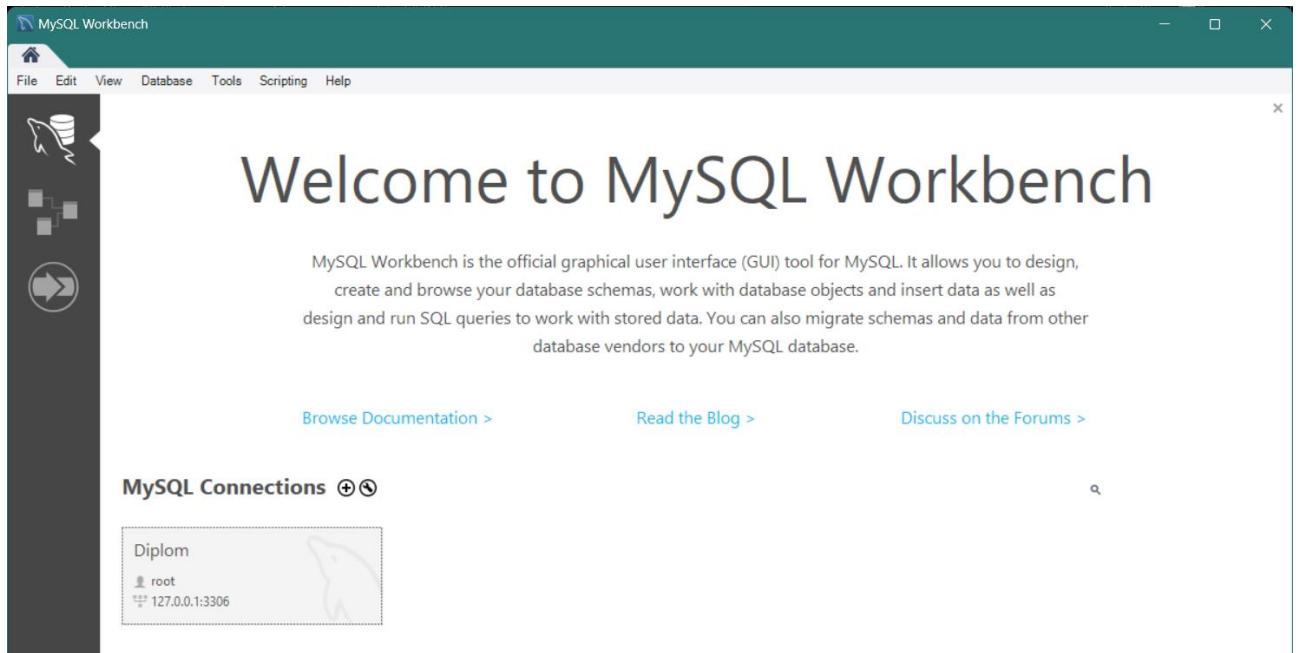 MySQL Workbench
File Edit View Database Tools Scripting Help
Welcome to MySQL Workbench
MySQL Workbench is the official graphical user interface (GUI) tool for MySQL. It allows you to design,
create and browse your database schemas, work with database objects and insert data as well as
design and run SQL queries to work with stored data. You can also migrate schemas and data from other
database vendors to your MySQL database.
Browse Documentation > Read the Blog > Discuss on the Forums >
MySQL Connections
Diplom
root
127.0.0.1:3306